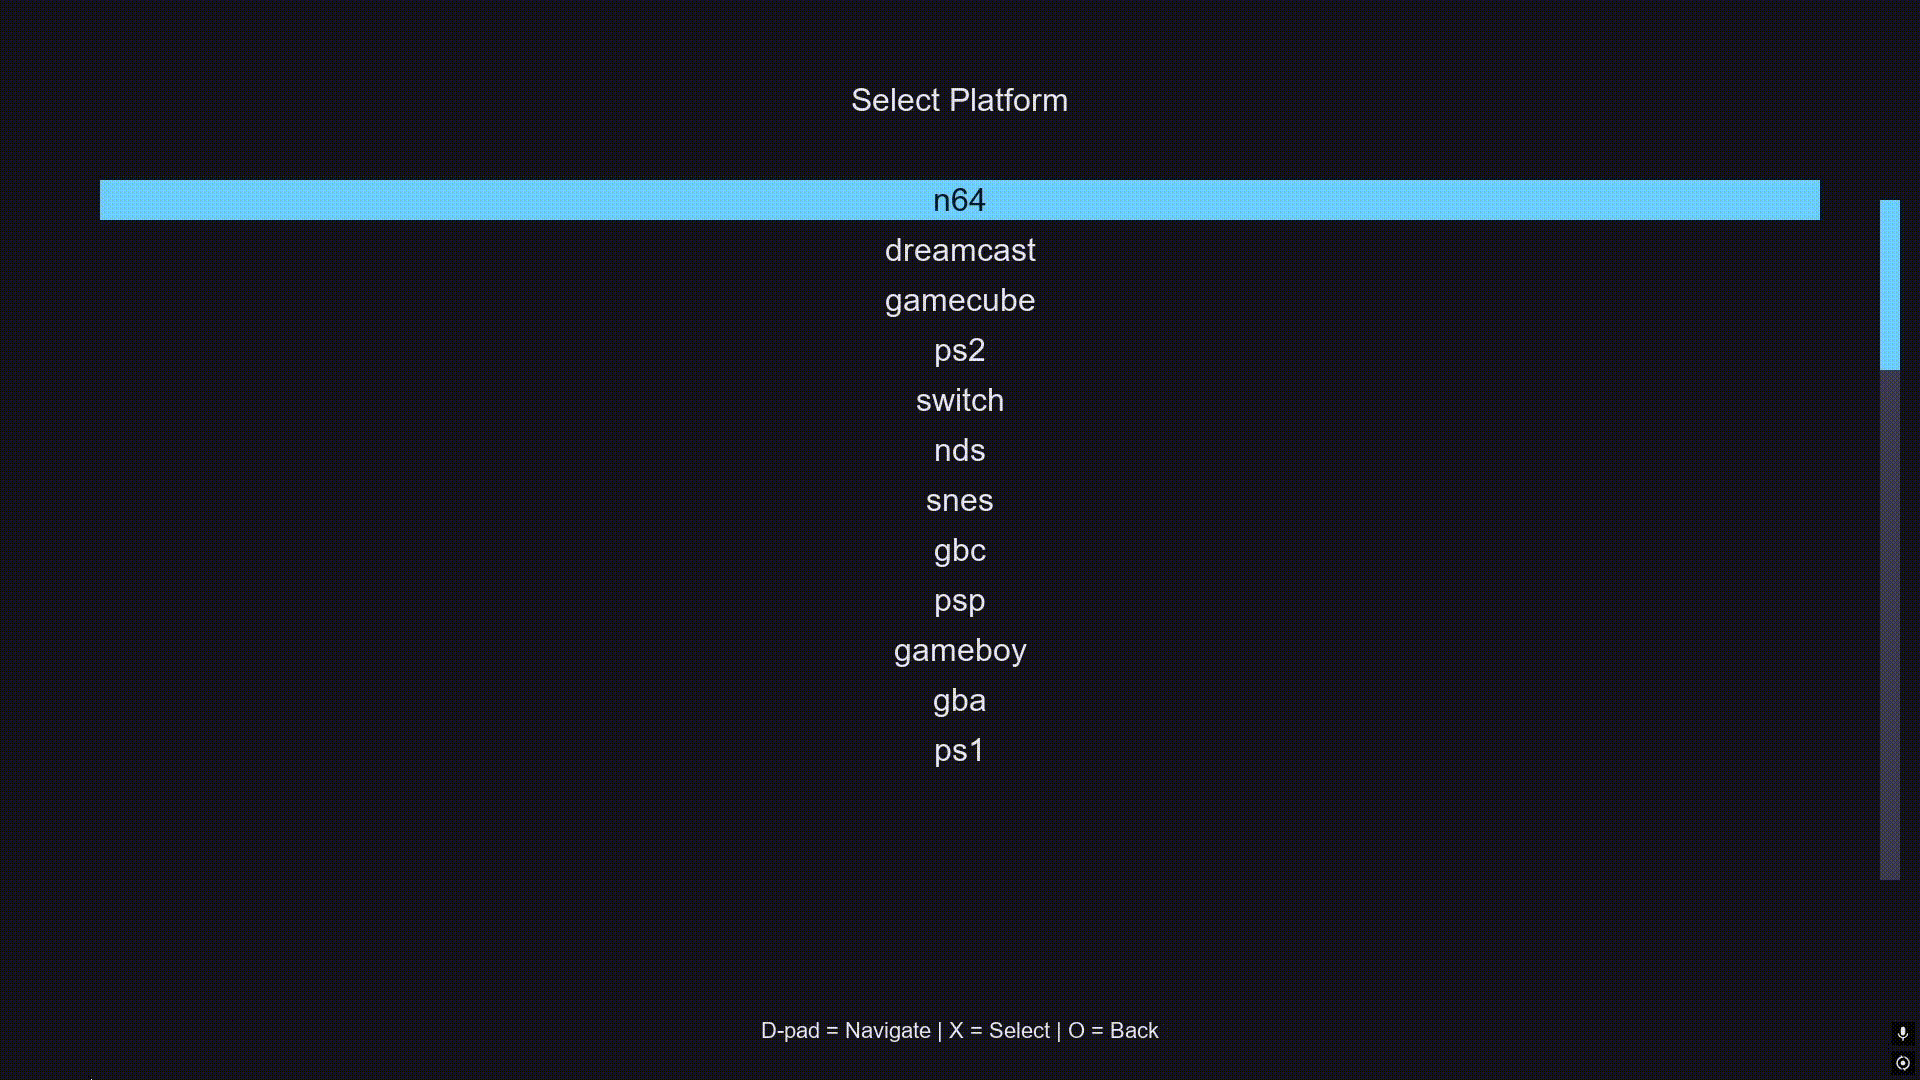 Select Platform
n64
dreamcast
gamecube
ps2
switch
nds
snes
gbc
psp
gameboy
gba
ps1
D-pad = Navigate | X = Select | O = Back